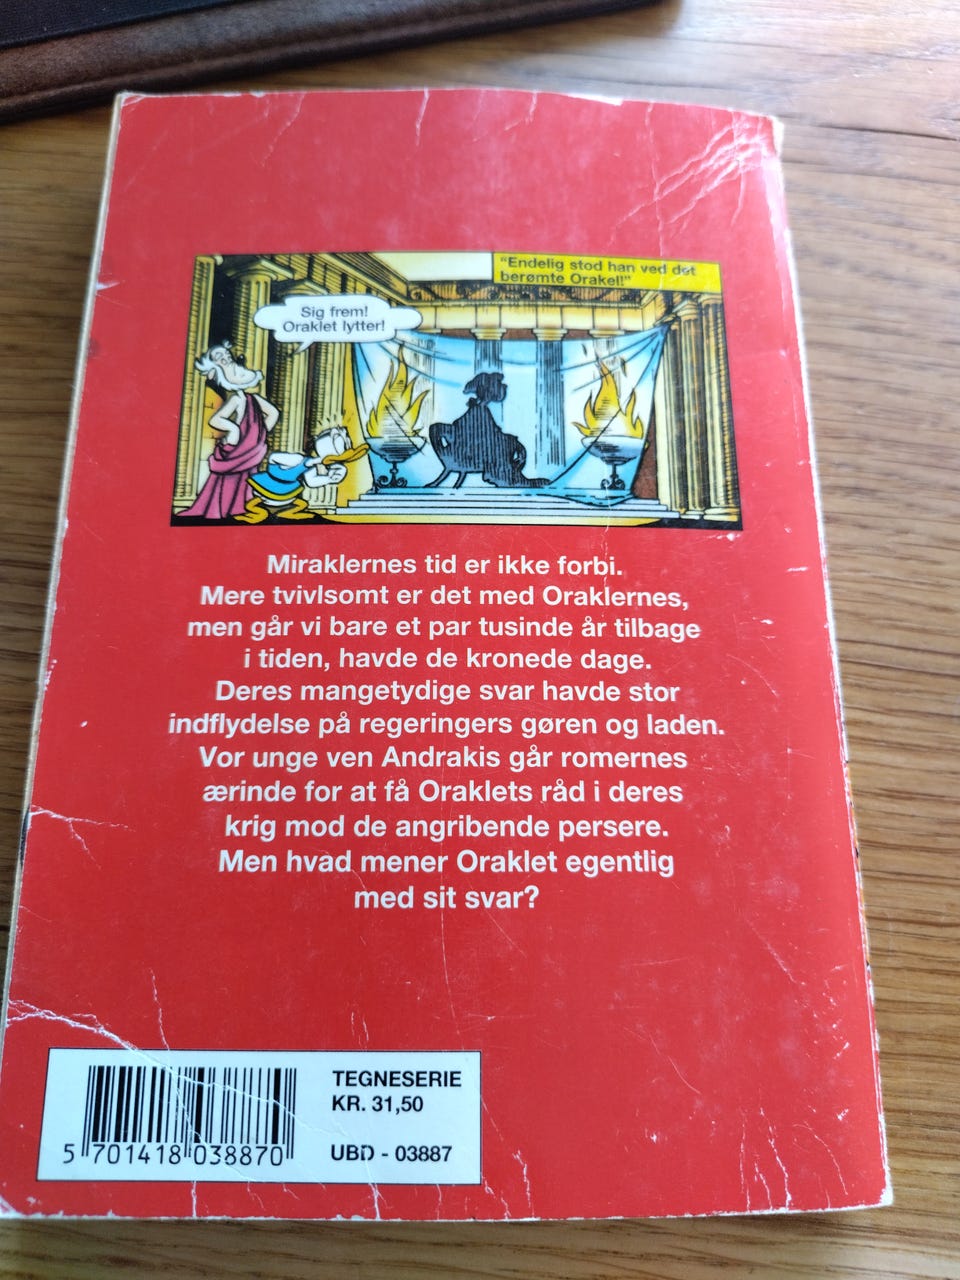 "Endelig stod han ved det
berømte Orakel!"
Sig frem!
Oraklet lytter!
Miraklernes tid er ikke forbi.
Mere tvivlsomt er det med Oraklernes,
men går vi bare et par tusinde år tilbage
i tiden, havde de kronede dage.
Deres mangetydige svar havde stor
indflydelse på regeringers gøren og laden.
Vor unge ven Andrakis går romernes
ærinde for at få Oraklets råd i deres
krig mod de angribende persere.
Men hvad mener Oraklet egentlig
med sit svar?
TEGNESERIE
KR. 31,50
UBD - 03887
5 701418 038870